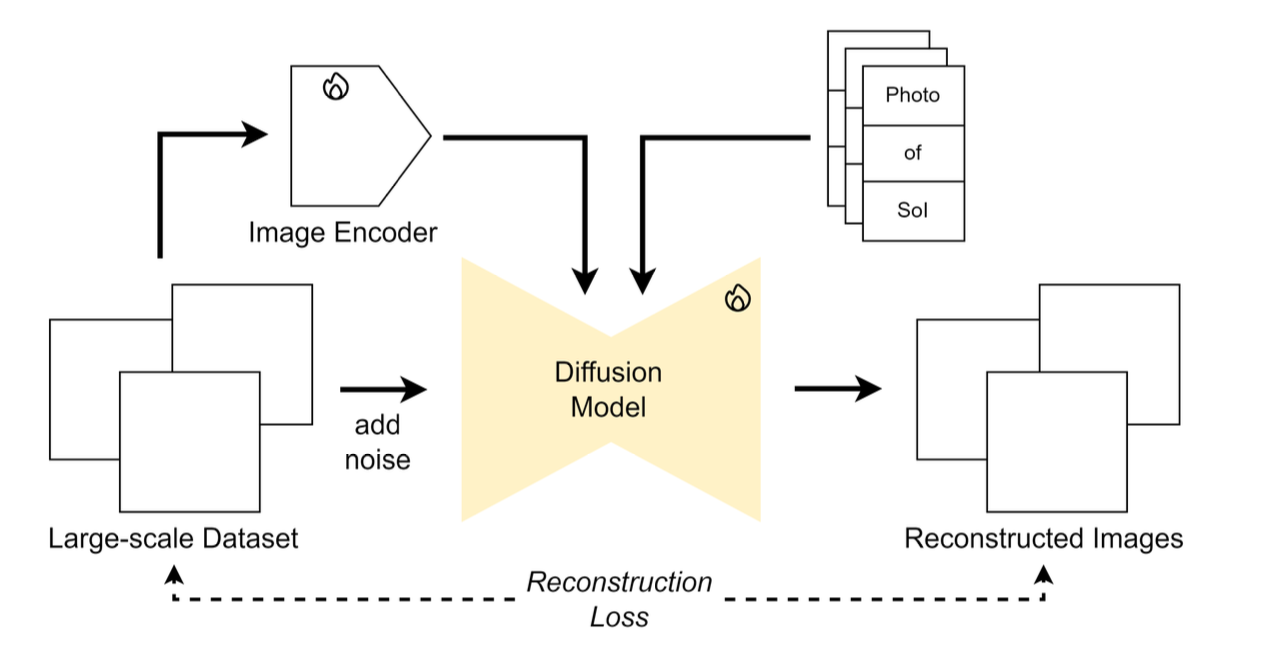 Photo
of
Sol
Image Encoder
Diffusion
Model
add
noise
Large-scale Dataset
Reconstructed Images
Reconstruction
Loss